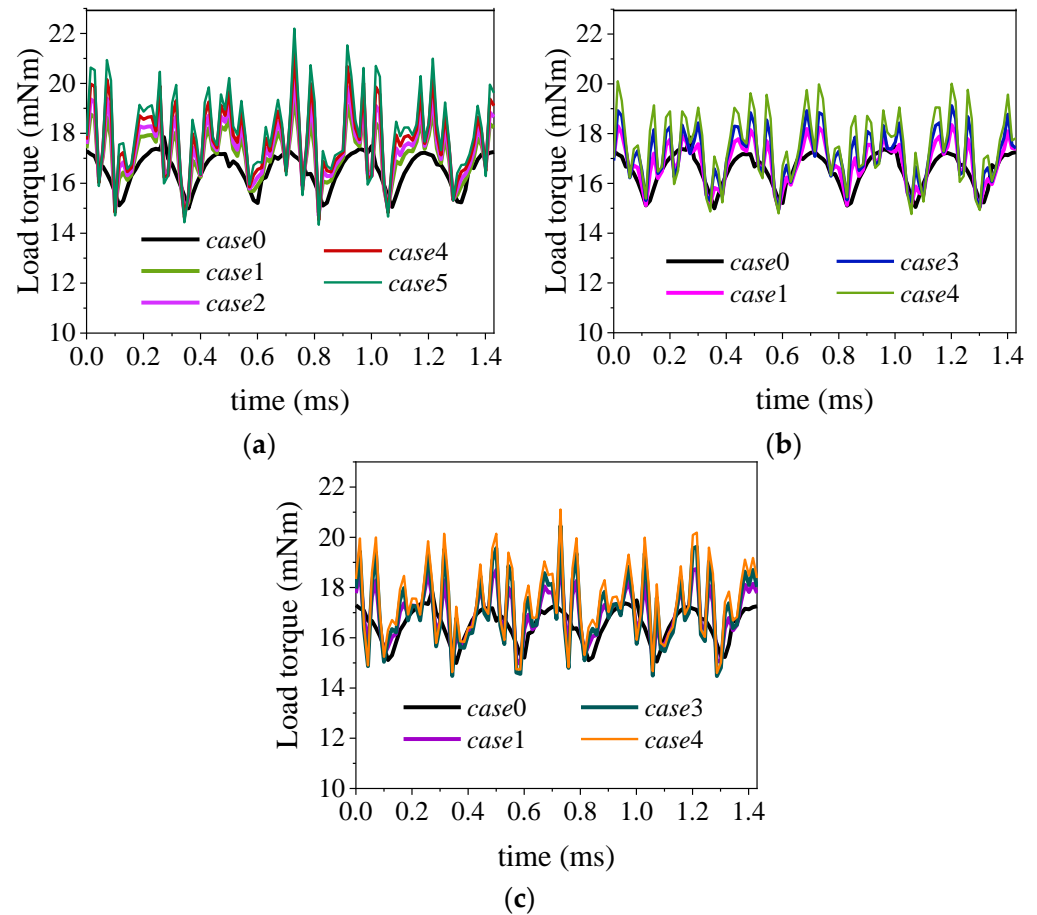 22
20
18
16
14
12
10
Load torque (mNm)
case0
case1
case2
case4
case5
0.0 0.2 0.4 0.6 0.8 1.0 1.2 1.4
time (ms)
(a)
22
20
18
16
14
12
10
Load torque (mNm)
case0
case1
case3
case4
0.0 0.2 0.4 0.6 0.8 1.0 1.2 1.4
time (ms)
(b)
22
20
18
16
14
12
10
Load torque (mNm)
case0
case1
case3
case4
0.0 0.2 0.4 0.6 0.8 1.0 1.2 1.4
time (ms)
(c)